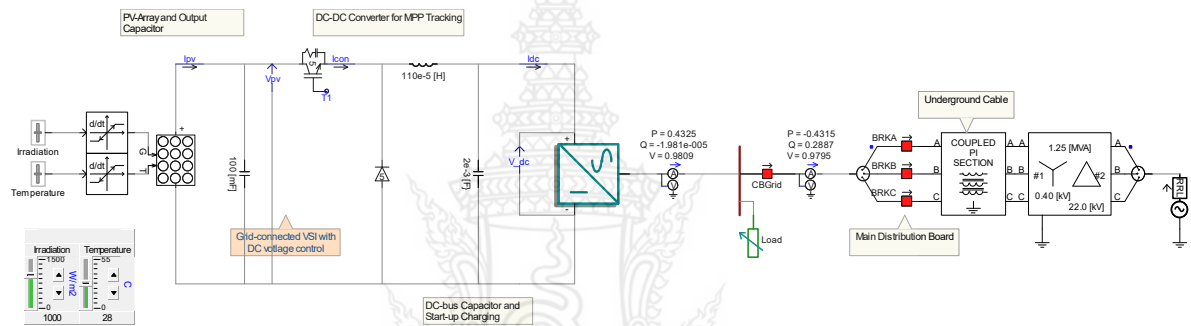 PV-Array and Output
Capacitor
DC-DC Converter for MPP Tracking
Ipv
Vpv
Icon
T1
110e-5 [H]
Idc
Irradiation
Temperature
d/dt
d/dt
G
T
+
100 [mF]
2e-3 [F]
V_dc
+
-
P = 0.4325
Q = -1.981e-005
V = 0.9809
A
V
CBGrid
Load
P = -0.4315
Q = 0.2887
V = 0.9795
A
V
BRKA
BRKB
BRKC
Main Distribution Board
Underground Cable
COUPLED
PI
SECTION
A
B
C
A
B
C
A
B
C
1.25 [MVA]
#1
#2
0.40 [kV]
22.0 [kV]
A
B
C
RRL
Grid-connected VSI with
DC votlage control
DC-bus Capacitor and
Start-up Charging
Irradiation
Temperature
1500
0
W/m2
1000
55
0
C
28